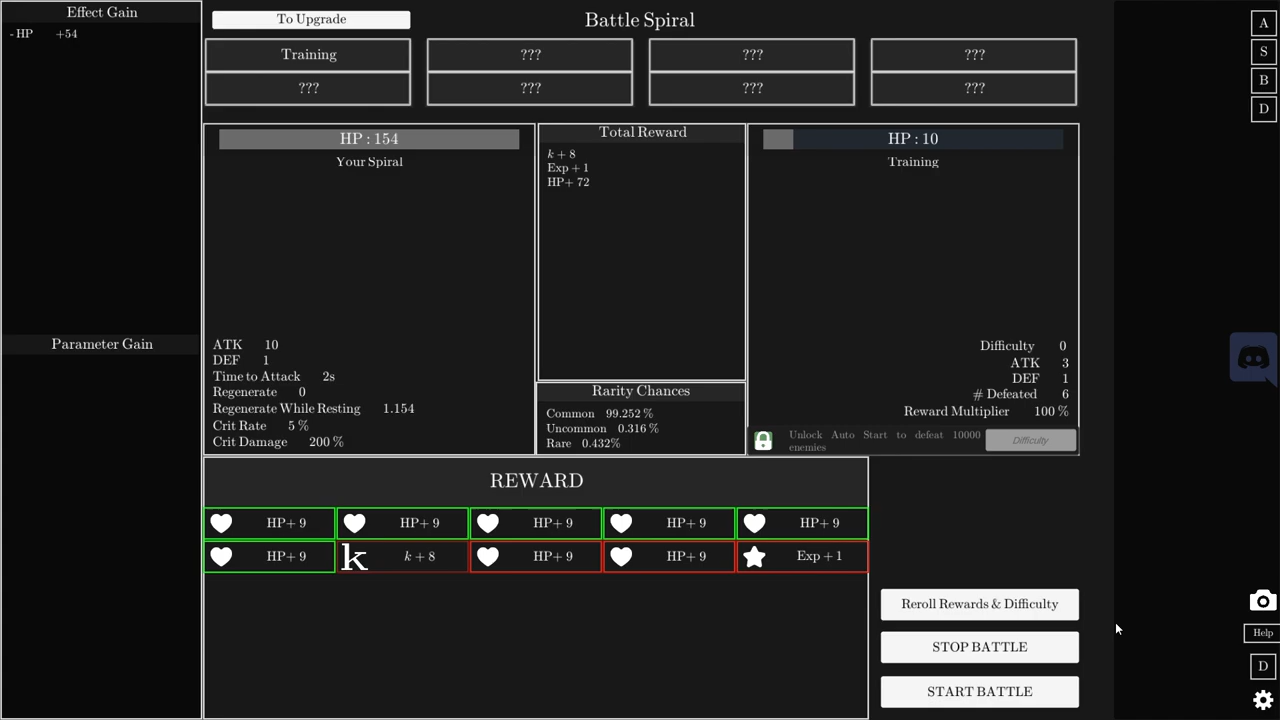 Effect Gain
- HP +54
Parameter Gain
To Upgrade
Battle Spiral
Training ??? ??? ???
??? ??? ??? ???
HP : 154
Your Spiral
ATK 10
DEF 1
Time to Attack 2s
Regenerate 0
Regenerate While Resting 1.154
Crit Rate 5 %
Crit Damage 200 %
Total Reward
k + 8
Exp + 1
HP+ 72
Rarity Chances
Common 99.252 %
Uncommon 0.316 %
Rare 0.432%
HP : 10
Training
Difficulty 0
ATK 3
DEF 1
# Defeated 6
Reward Multiplier 100 %
Unlock Auto Start to defeat 10000
enemies
Difficulty
REWARD
HP+ 9 HP+ 9 HP+ 9 HP+ 9 HP+ 9
HP+ 9 k k + 8 HP+ 9 HP+ 9 Exp + 1
Reroll Rewards & Difficulty
STOP BATTLE
START BATTLE
A
S
B
D
Help
D